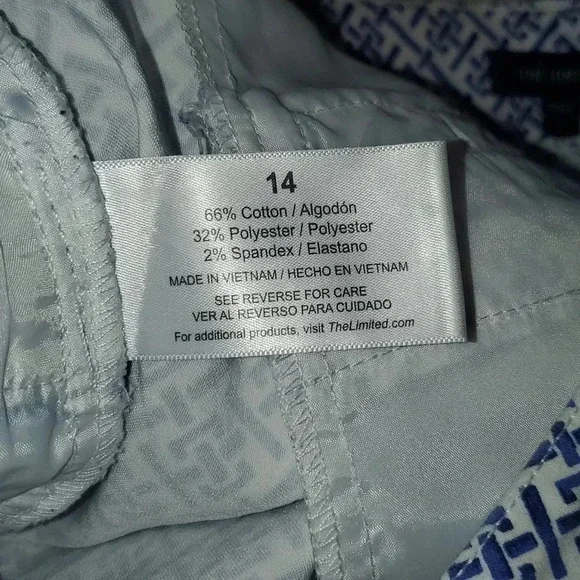 14
66% Cotton / Algodón
32% Polyester / Polyester
2% Spandex / Elastano
MADE IN VIETNAM / HECHO EN VIETNAM
SEE REVERSE FOR CARE
VER AL REVERSO PARA CUIDADO
For additional products, visit TheLimited.com
THE